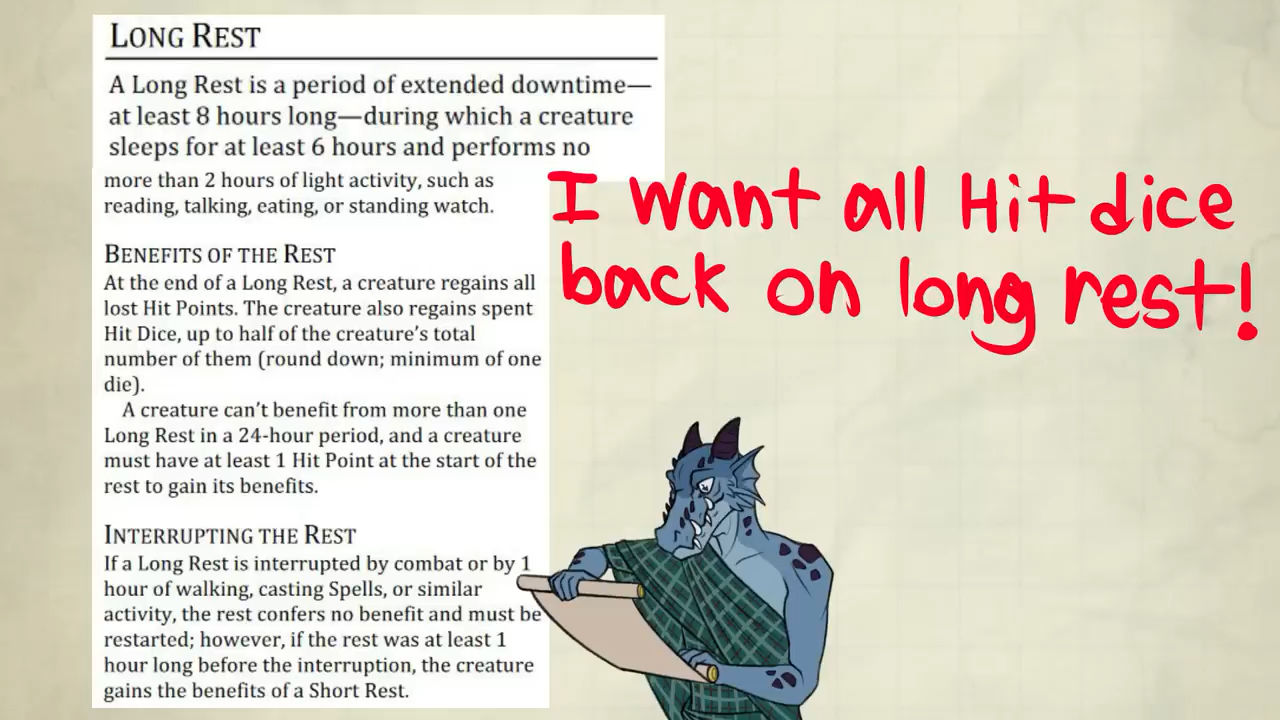 LONG REST
A Long Rest is a period of extended downtime—
at least 8 hours long—during which a creature
sleeps for at least 6 hours and performs no
more than 2 hours of light activity, such as
reading, talking, eating, or standing watch.
BENEFITS OF THE REST
At the end of a Long Rest, a creature regains all
lost Hit Points. The creature also regains spent
Hit Dice, up to half of the creature’s total
number of them (round down; minimum of one
die).
A creature can’t benefit from more than one
Long Rest in a 24-hour period, and a creature
must have at least 1 Hit Point at the start of the
rest to gain its benefits.
INTERRUPTING THE REST
If a Long Rest is interrupted by combat or by 1
hour of walking, casting Spells, or similar
activity, the rest confers no benefit and must be
restarted; however, if the rest was at least 1
hour long before the interruption, the creature
gains the benefits of a Short Rest.
I want all Hit dice
back on long rest!